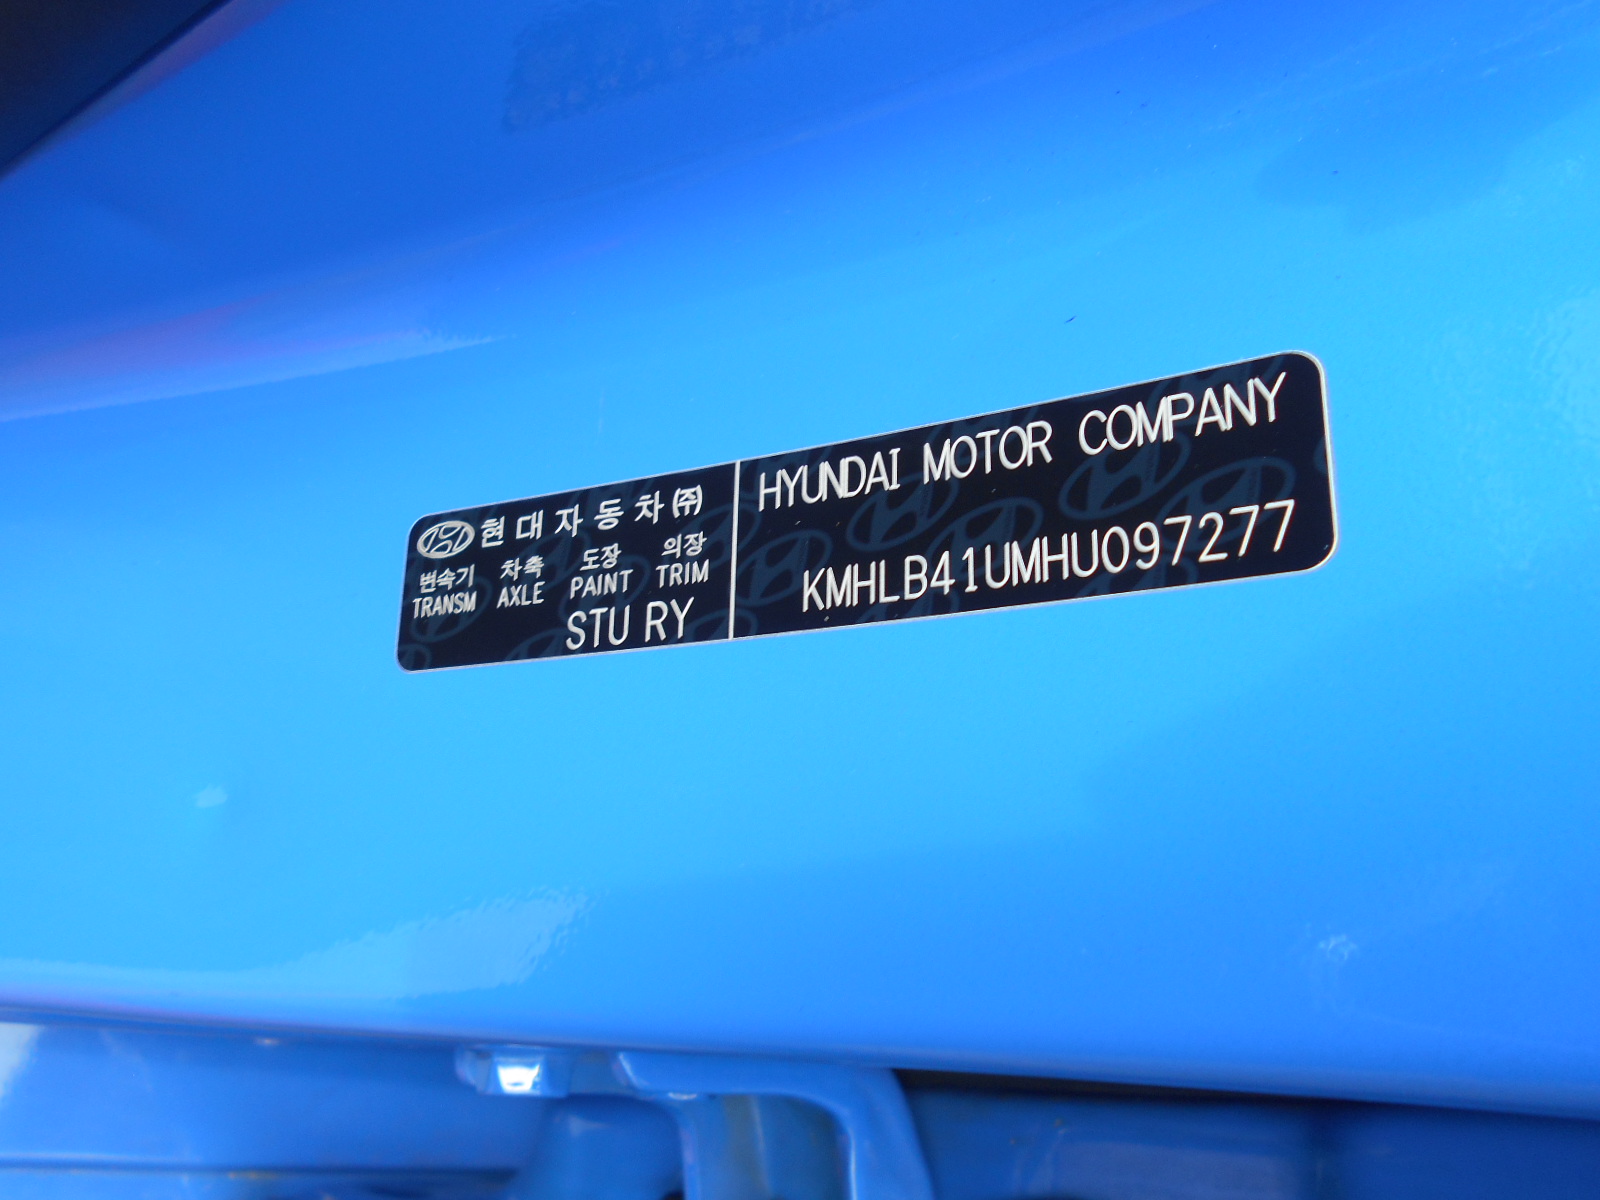 현대자동차㈜
변속기 차축 도장 의장
TRANSM AXLE PAINT TRIM
STU RY
HYUNDAI MOTOR COMPANY
KMHLB41UMHU097277